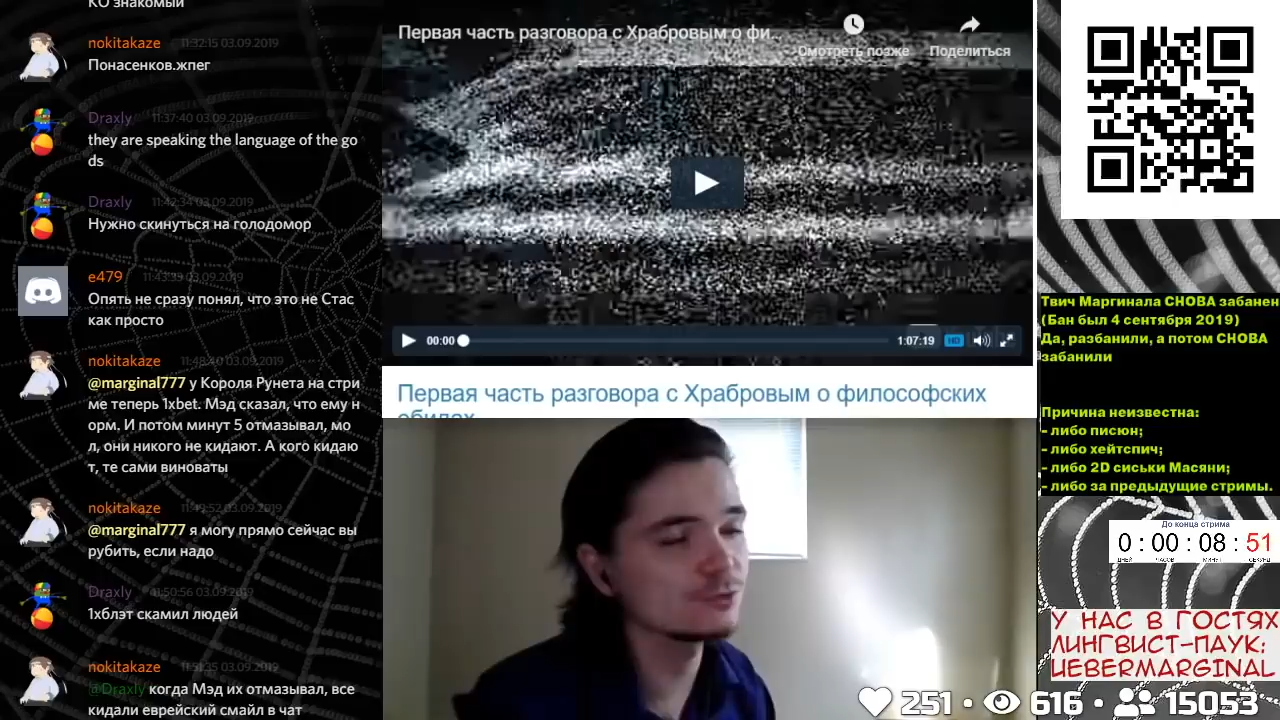 КО знакомый
nokitakaze 11:32:15 03.09.2019
Понасенков.жпег
Draxly 11:37:40 03.09.2019
they are speaking the language of the go
ds
Draxly 11:42:34 03.09.2019
Нужно скинуться на голодомор
e479 11:43:35 03.09.2019
Опять не сразу понял, что это не Стас
как просто
nokitakaze 11:48:40 03.09.2019
@marginal777 у Короля Рунета на стри
ме теперь 1xbet. Мэд сказал, что ему н
орм. И потом минут 5 отмазывал, мо
л, они никого не кидают. А кого кидаю
т, те сами виноваты
nokitakaze 11:49:52 03.09.2019
@marginal777 я могу прямо сейчас вы
рубить, если надо
Draxly 11:50:56 03.09.2019
1хблэт скамил людей
nokitakaze 11:51:35 03.09.2019
@Draxly когда Мэд их отмазывал, все
кидали еврейский смайл в чат
Первая часть разговора с Храбровым о фи...
Смотреть позже
Поделиться
00:00
1:07:19
HD
Первая часть разговора с Храбровым о философских
обидах
Твич Маргинала СНОВА забанен
(Бан был 4 сентября 2019)
Да, разбанили, а потом СНОВА
забанили
Причина неизвестна:
- либо писюн;
- либо хейтспич;
- либо 2D сиськи Масяни;
- либо за предыдущие стримы.
До конца стрима
0 : 00 : 08 : 51
ДНЕЙ ЧАСОВ МИНУТ СЕКУНД
У НАС В ГОСТЯХ
ЛИНГВИСТ-ПАУК:
UEBERMARGINAL
251 • 616 • 15053